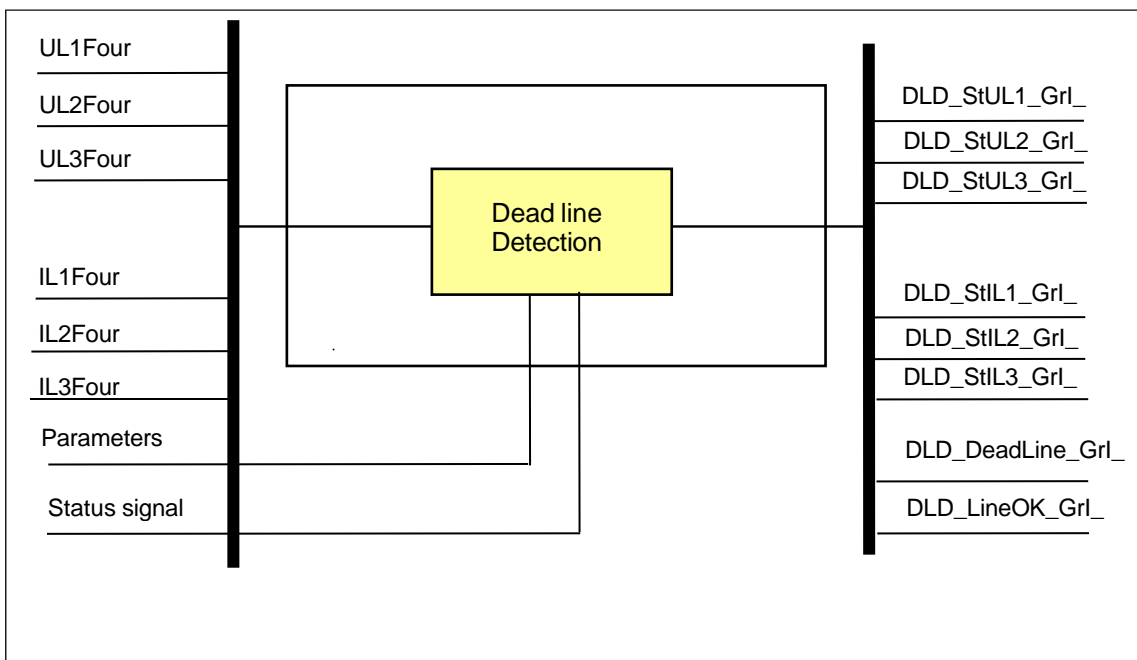 UL1Four
UL2Four
UL3Four
IL1Four
IL2Four
IL3Four
Parameters
Status signal
Dead line
Detection
DLD_StUL1_GrI_
DLD_StUL2_GrI_
DLD_StUL3_GrI_
DLD_StIL1_GrI_
DLD_StIL2_GrI_
DLD_StIL3_GrI_
DLD_DeadLine_GrI_
DLD_LineOK_GrI_